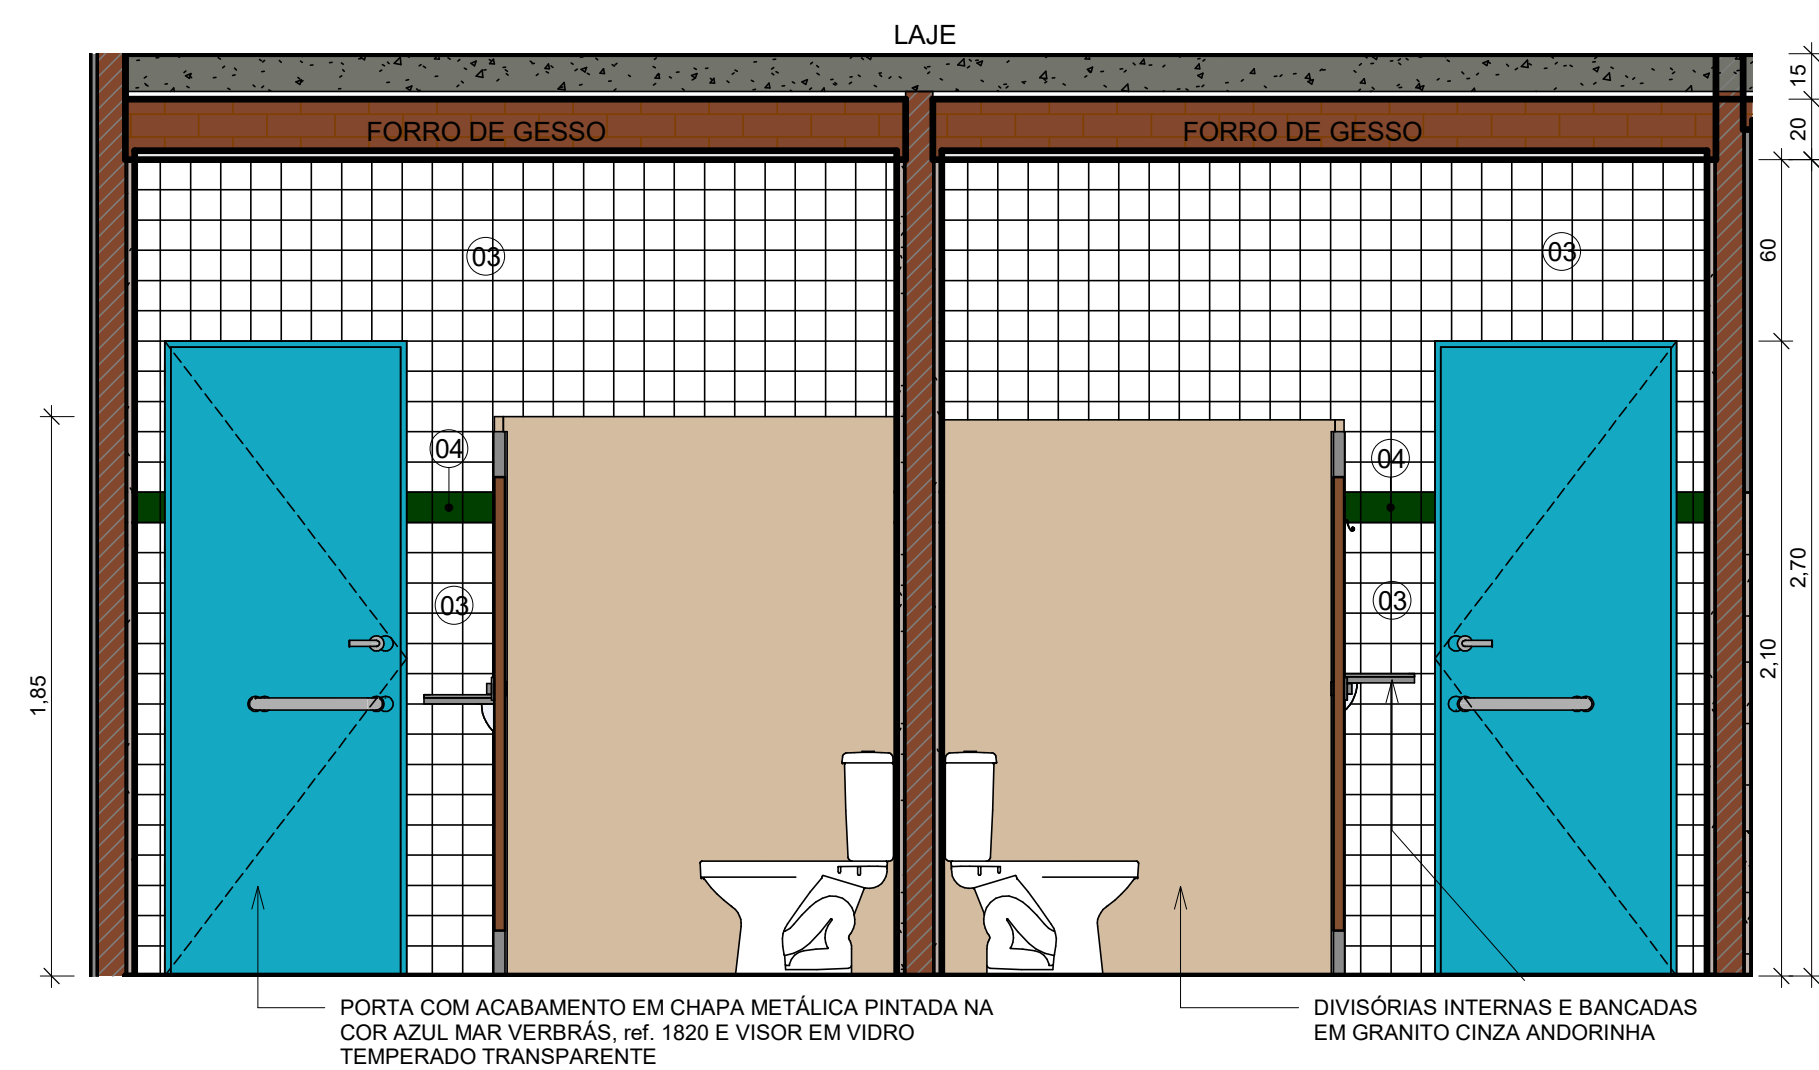 LAJE
15
FORRO DE GESSO
FORRO DE GESSO
20
03
03
60
04
04
2,70
03
03
2,10
1,85
PORTA COM ACABAMENTO EM CHAPA METÁLICA PINTADA NA
COR AZUL MAR VERBRÁS, ref. 1820 E VISOR EM VIDRO
TEMPERADO TRANSPARENTE
DIVISÓRIAS INTERNAS E BANCADAS
EM GRANITO CINZA ANDORINHA